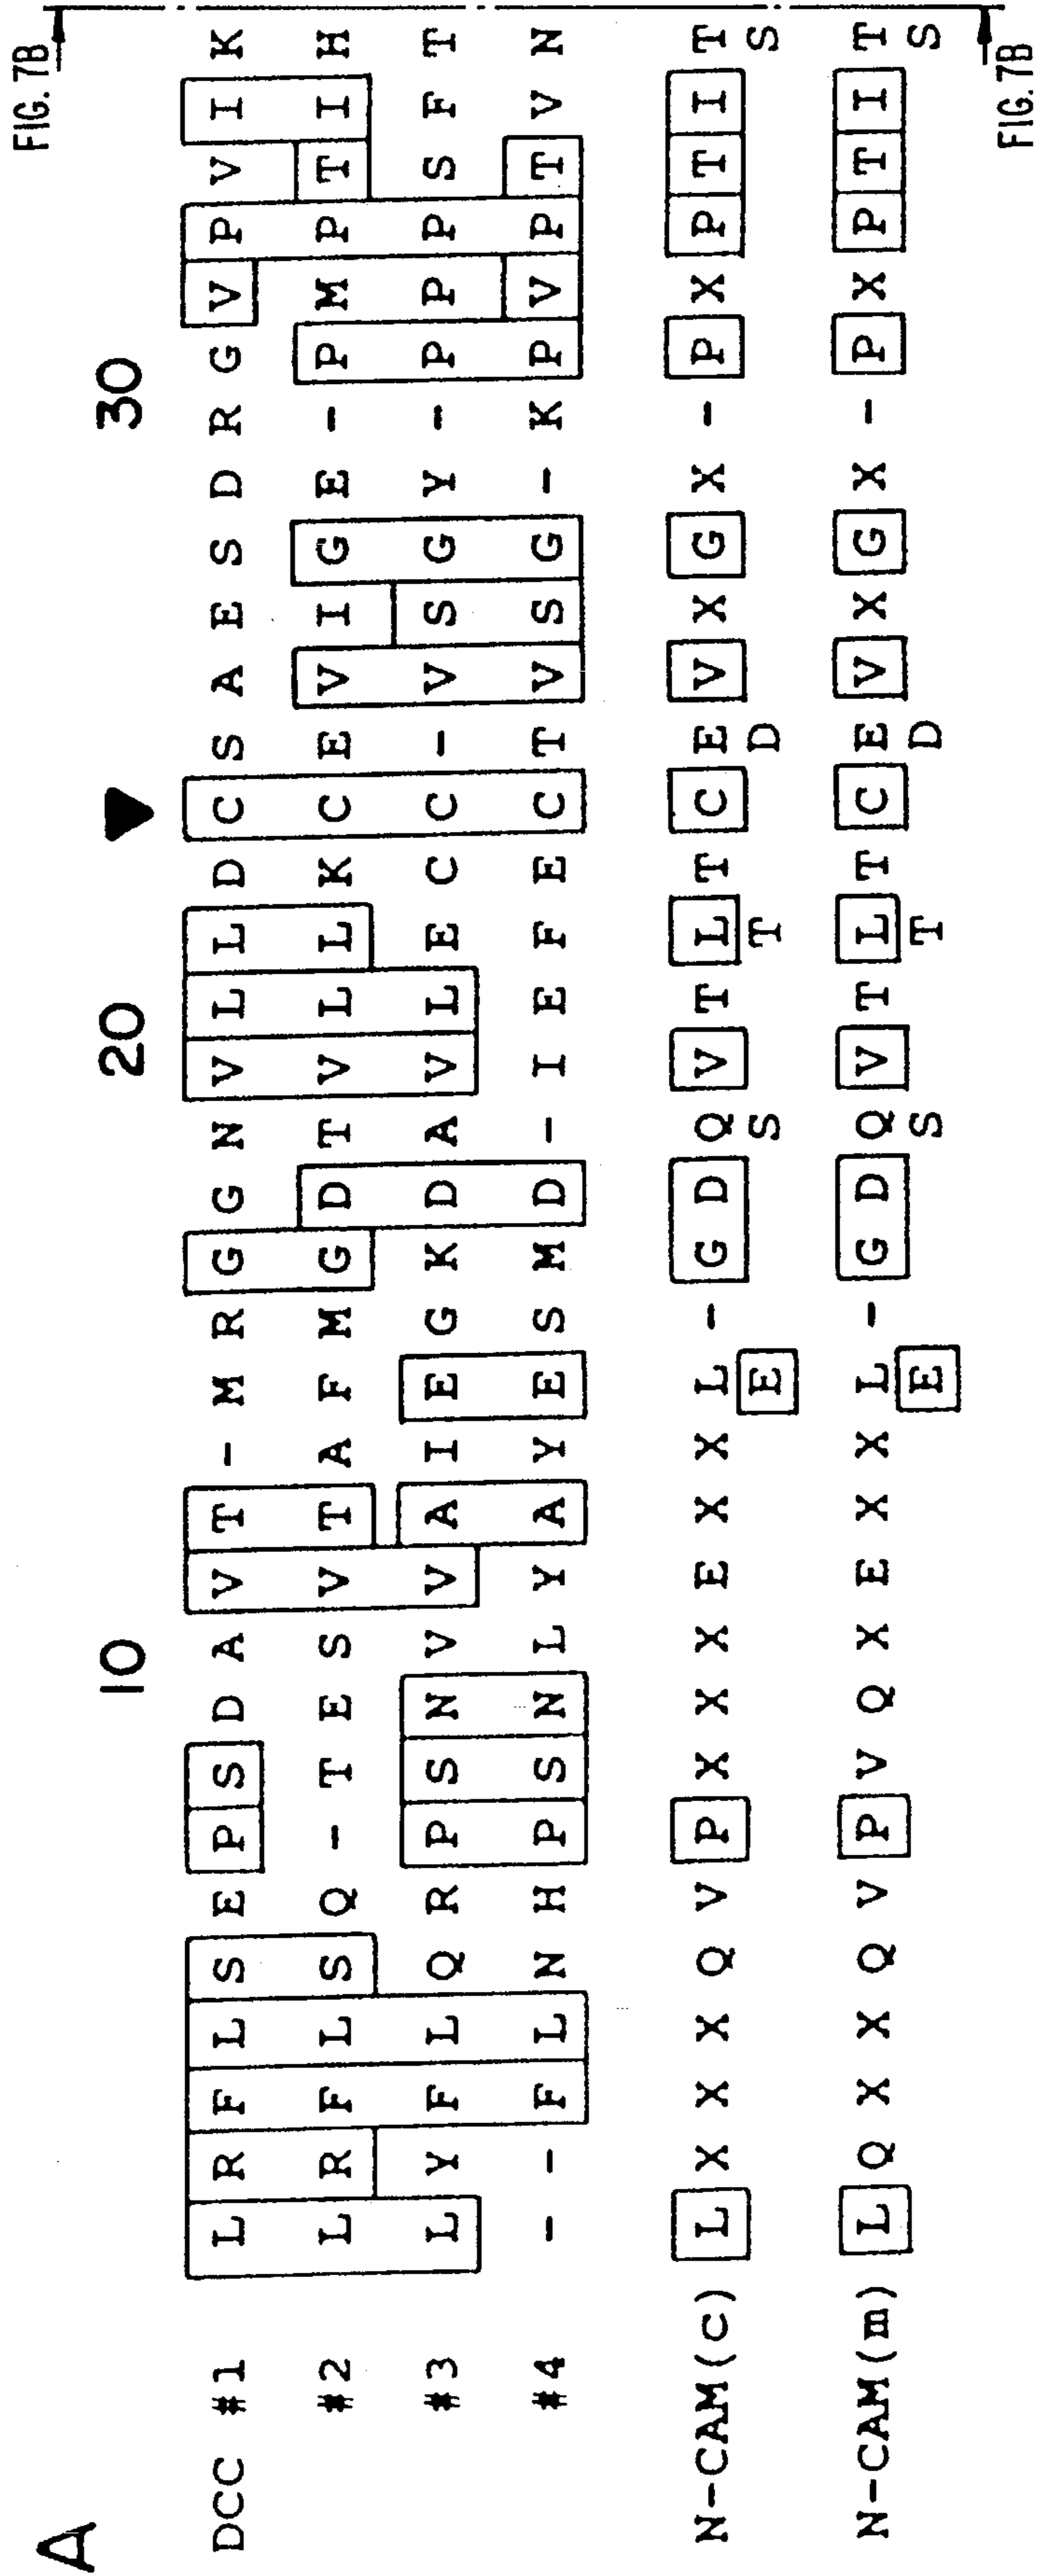 A
FIG. 7B
10 20 30
DCC #1 L R F L S E P S D A V T - M R G G N V L L D C S A E S D R G V P V I K
#2 L R F L S Q - T E S V T A F M G D T V L L K C E V I G E - P M P T I H
#3 L Y F L Q R P S N V V A I E G K D A V L E C C - V S G Y - P P P S F T
#4 - - F L N H P S N L Y A Y E S M D - I E F E C T V S G - K P V P T V N
N-CAM(c) L X X X Q V P X X X E X X L - G D Q V T L T C E V X G X - P X P T I T
E S T D S
N-CAM(m) L Q X X Q V P V Q X E X X L - G D Q V T L T C E V X G X - P X P T I T
E S T D S
FIG. 7B